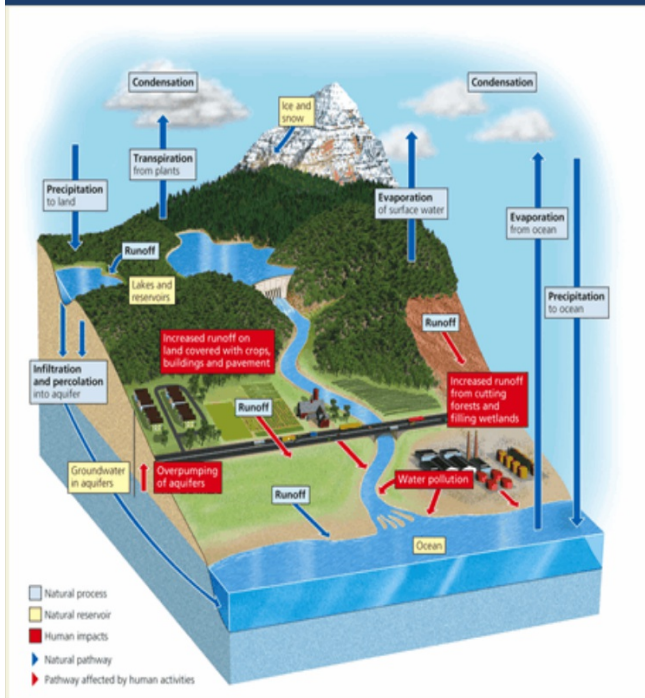 Condensation
Condensation
Ice and
snow
Transpiration
from plants
Precipitation
to land
Evaporation
of surface water
Evaporation
from ocean
Runoff
Lakes and
reservoirs
Precipitation
to ocean
Runoff
Increased runoff on
land covered with crops,
buildings and pavement
Infiltration
and percolation
into aquifer
Increased runoff
from cutting
forests and
filling wetlands
Runoff
Groundwater
in aquifers
Overpumping
of aquifers
Water pollution
Runoff
Ocean
Natural process
Natural reservoir
Human impacts
Natural pathway
Pathway affected by human activities